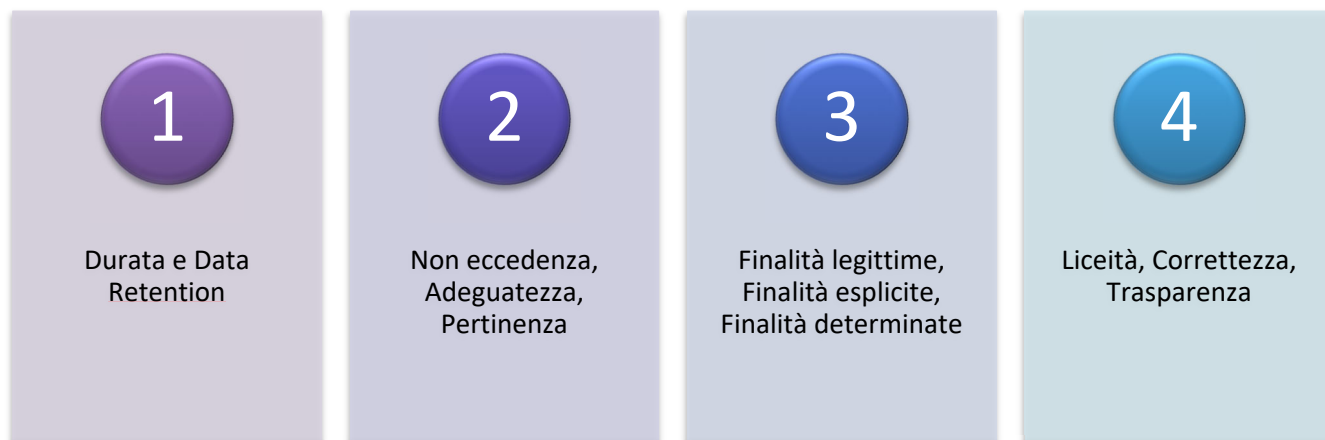 1
Durata e Data
Retention
2
Non eccedenza,
Adeguatezza,
Pertinenza
3
Finalità legittime,
Finalità esplicite,
Finalità determinate
4
Liceità, Correttezza,
Trasparenza